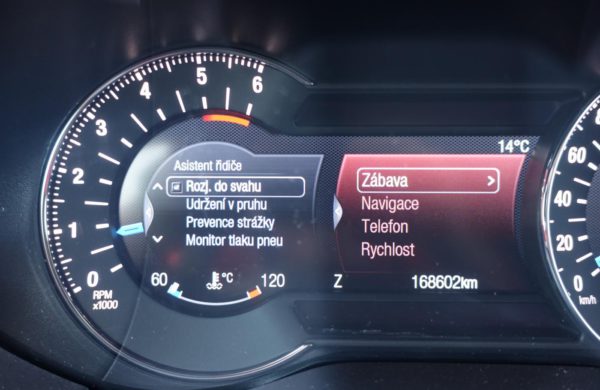 6
5
4
3
2
1
0
RPM
x1000
Asistent řidiče
Rozj. do svahu
Udržení v pruhu
Prevence strážky
Monitor tlaku pneu
60 °C 120
14°C
Zábava >
Navigace
Telefon
Rychlost
Z 168602km
60
40
20
0
km/h